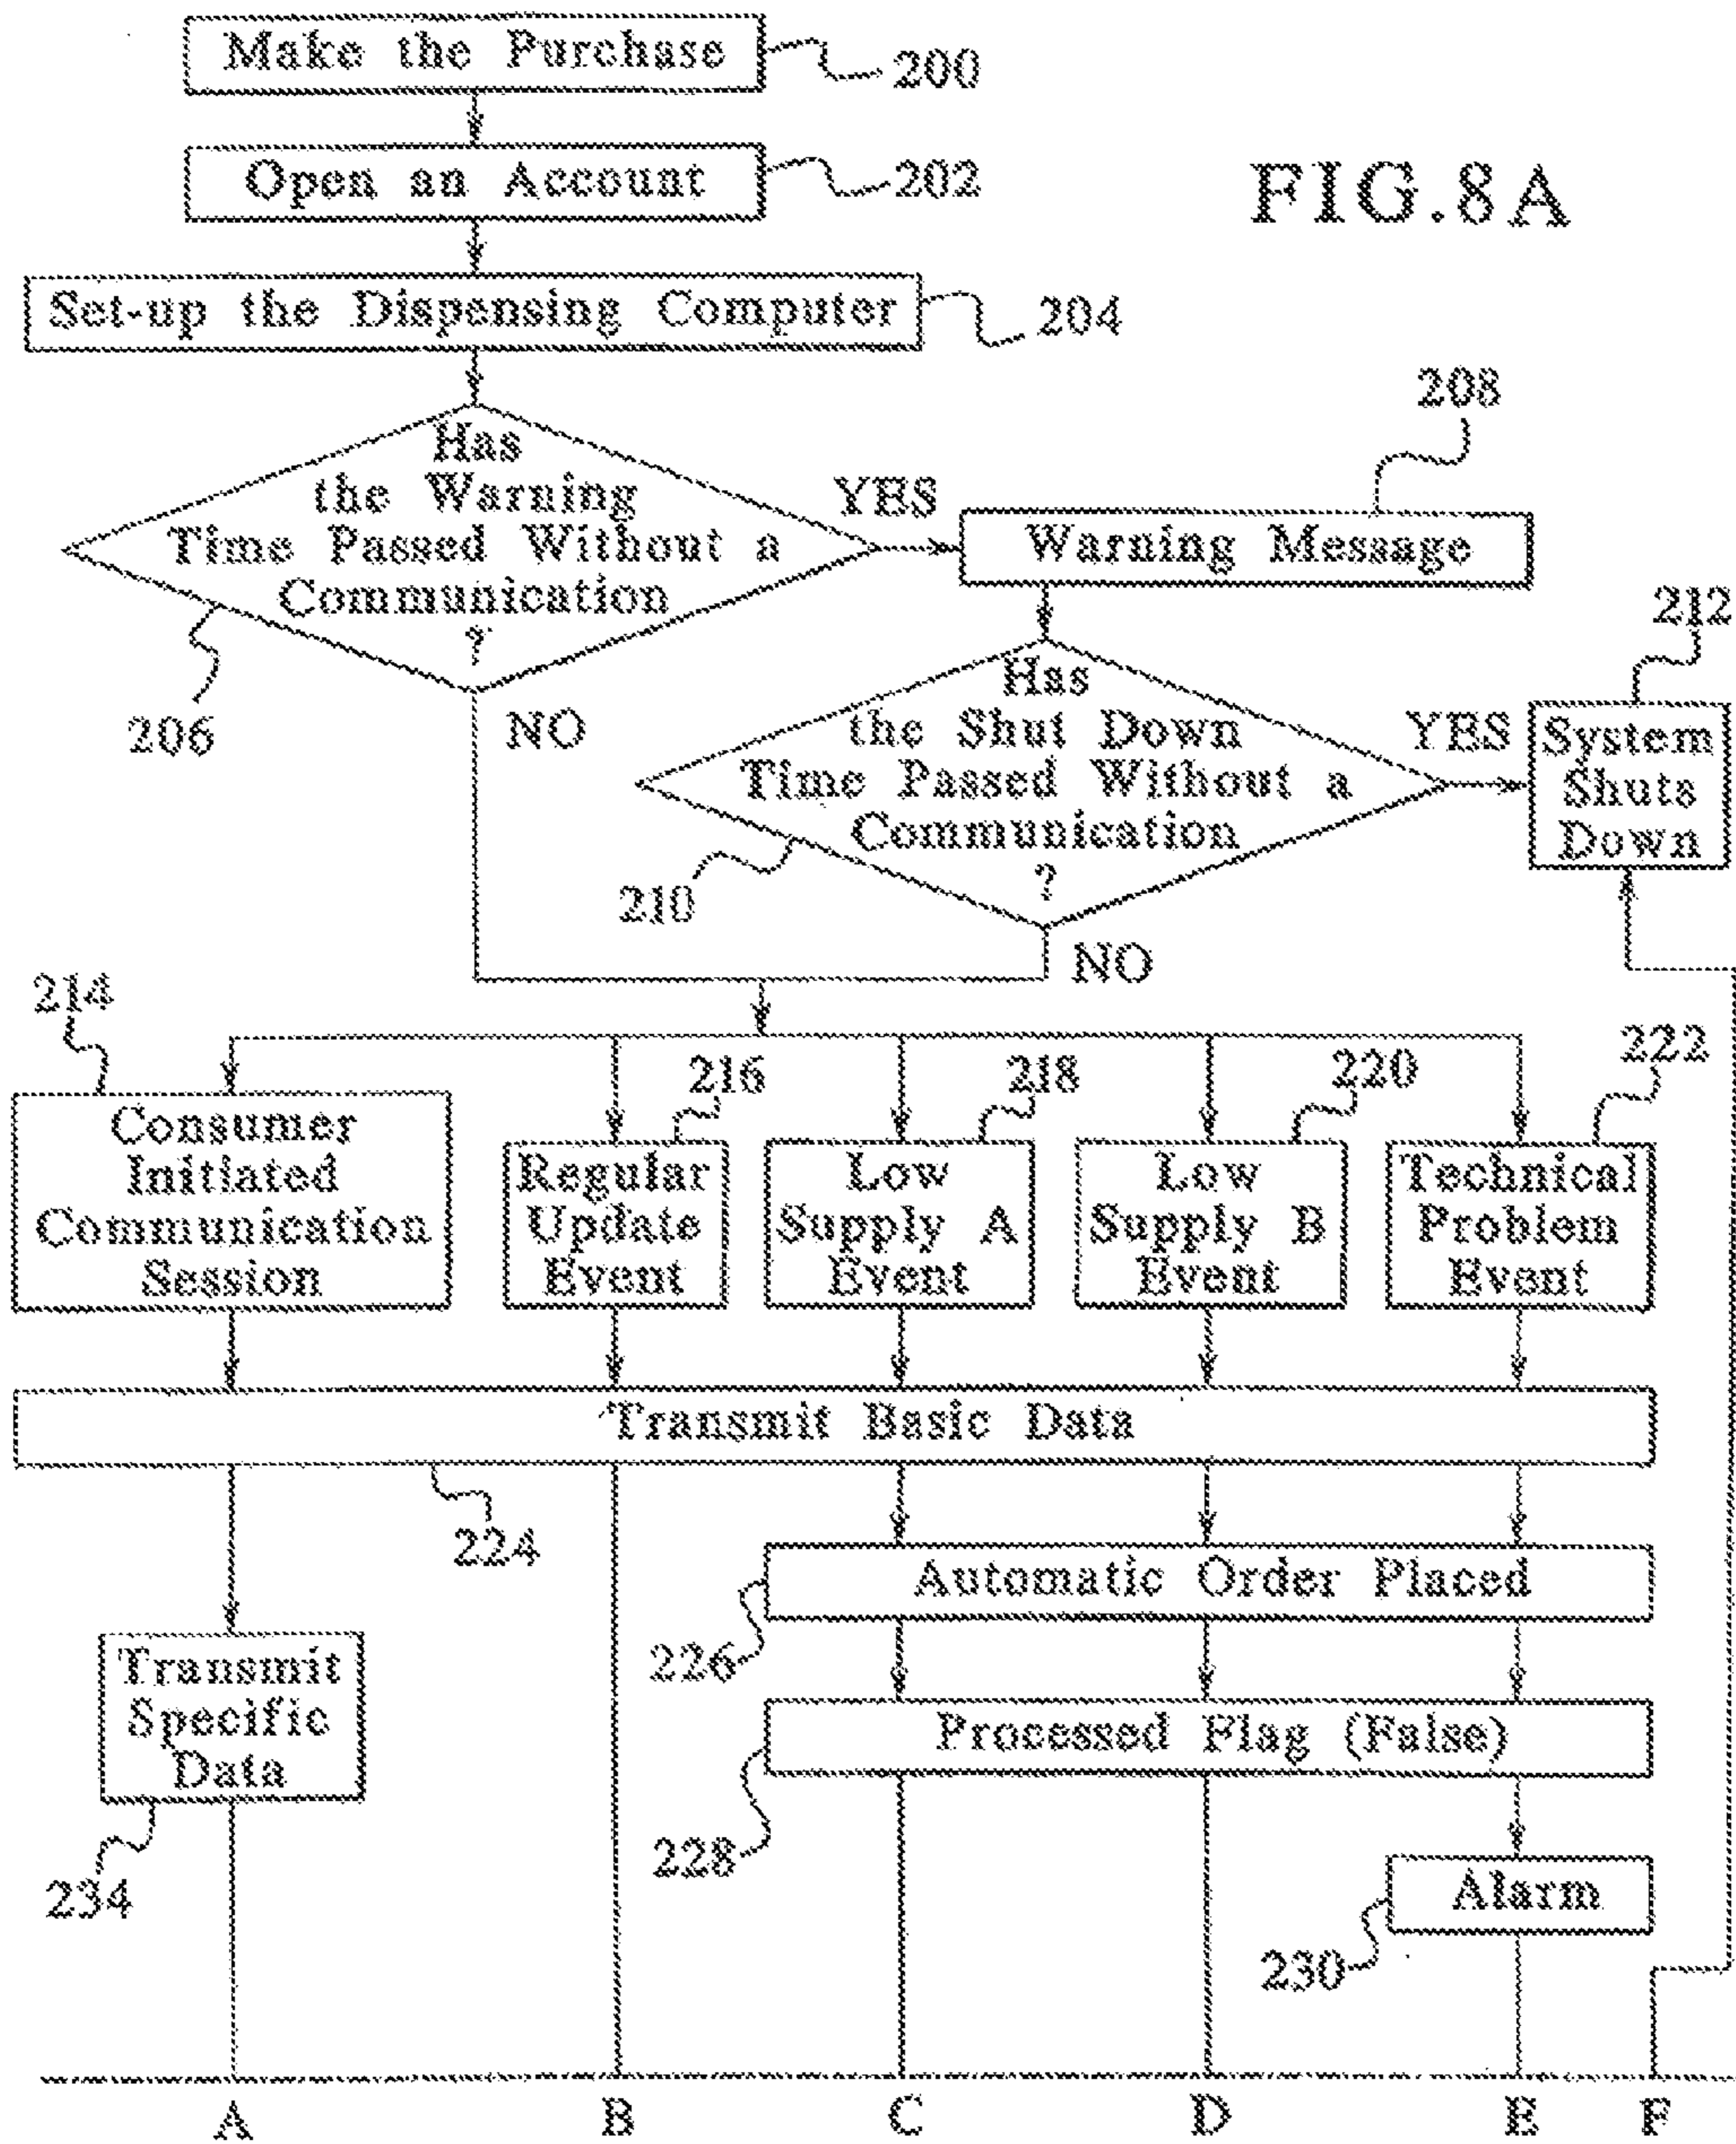 Make the Purchase
200
Open an Account
202
FIG.8A
Set-up the Dispensing Computer
204
208
Has
the Warning
Time Passed Without a
Communication
?
YES
Warning Message
206
NO
212
Has
the Shut Down
Time Passed Without a
Communication
?
YES
System
Shuts
Down
210
NO
214
216
218
220
222
Consumer
Initiated
Communication
Session
Regular
Update
Event
Low
Supply A
Event
Low
Supply B
Event
Technical
Problem
Event
Transmit Basic Data
224
Automatic Order Placed
226
Transmit
Specific
Data
Processed Flag (False)
228
234
Alarm
230
A
B
C
D
E
F